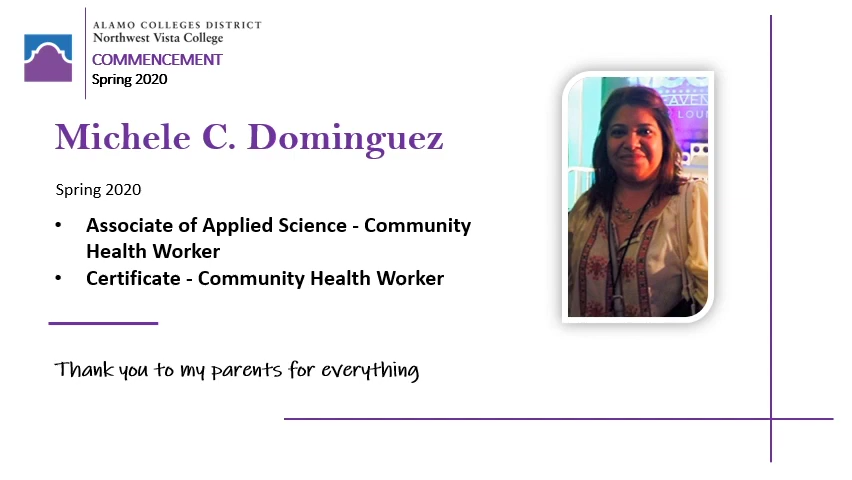 ALAMO COLLEGES DISTRICT
Northwest Vista College
COMMENCEMENT
Spring 2020
Michele C. Dominguez
Spring 2020
• Associate of Applied Science - Community
Health Worker
• Certificate - Community Health Worker
Thank you to my parents for everything